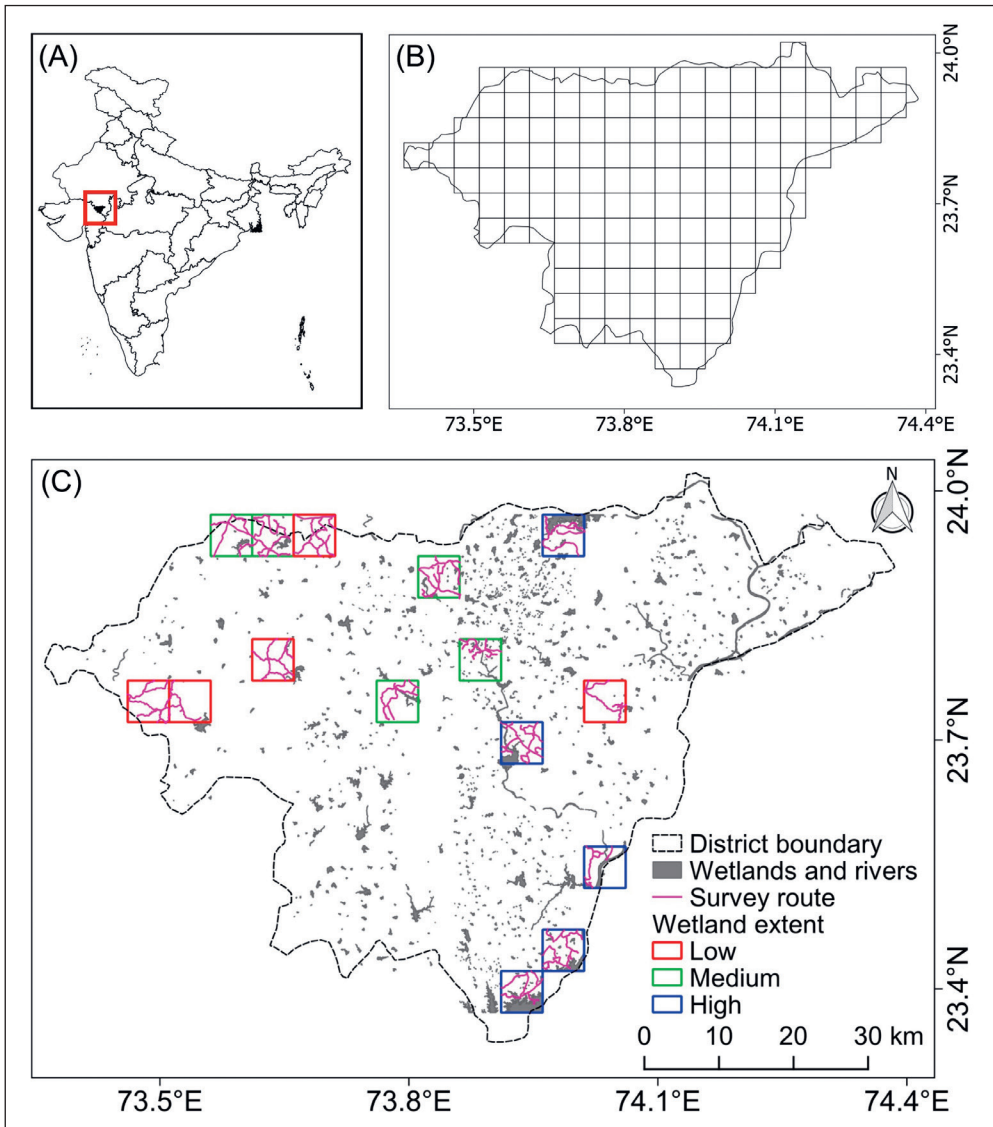 (A)
(B)
24.0°N
23.7°N
23.4°N
73.5°E
73.8°E
74.1°E
74.4°E
(C)
N
24.0°N
23.7°N
23.4°N
District boundary
Wetlands and rivers
Survey route
Wetland extent
Low
Medium
High
0 10 20 30 km
73.5°E
73.8°E
74.1°E
74.4°E